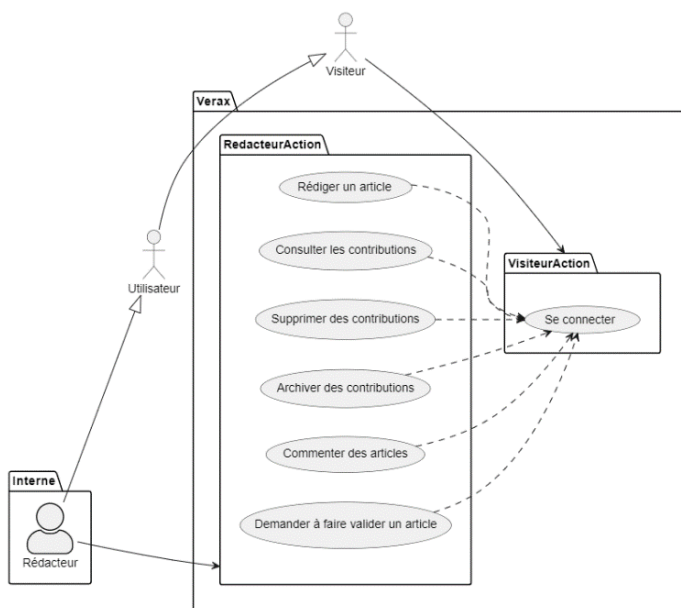 Visiteur
Verax
RedacteurAction
Rédiger un article
Consulter les contributions
VisiteurAction
Utilisateur
Supprimer des contributions
Se connecter
Archiver des contributions
Commenter des articles
Interne
Demander à faire valider un article
Rédacteur